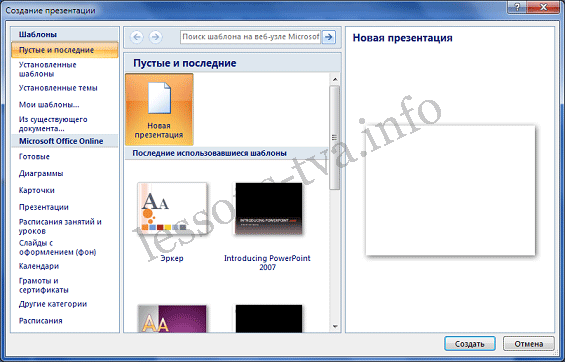 Создание презентации
Шаблоны
Пустые и последние
Установленные
шаблоны
Установленные темы
Мои шаблоны...
Из существующего
документа...
Microsoft Office Online
Готовые
Диаграммы
Карточки
Презентации
Расписания занятий и
уроков
Слайды с
оформлением (фон)
Календари
Грамоты и
сертификаты
Другие категории
Расписания
Поиск шаблона на веб-узле Microsof
Пустые и последние
Новая
презентация
Последние использовавшиеся шаблоны
AA
Эркер
INTRODUCING POWERPOINT 2007
Introducing PowerPoint
2007
AA
Новая презентация
Создать
Отмена
lessons-tva.info